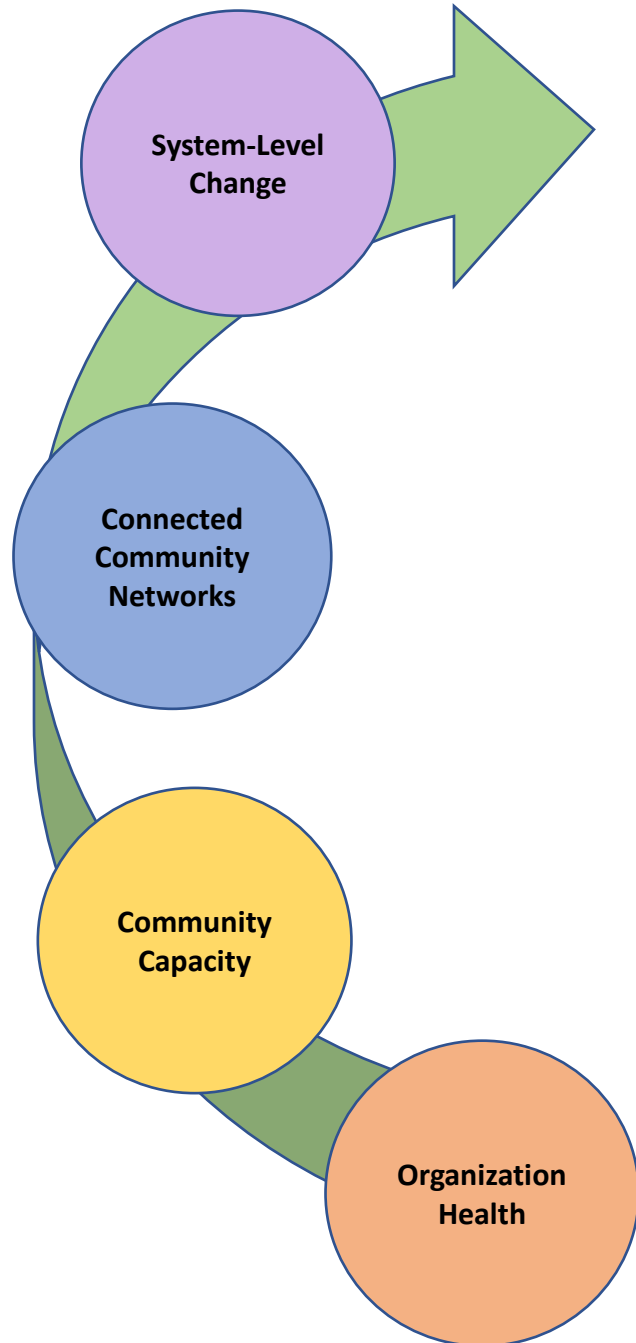 System-Level
Change
Connected
Community
Networks
Community
Capacity
Organization
Health